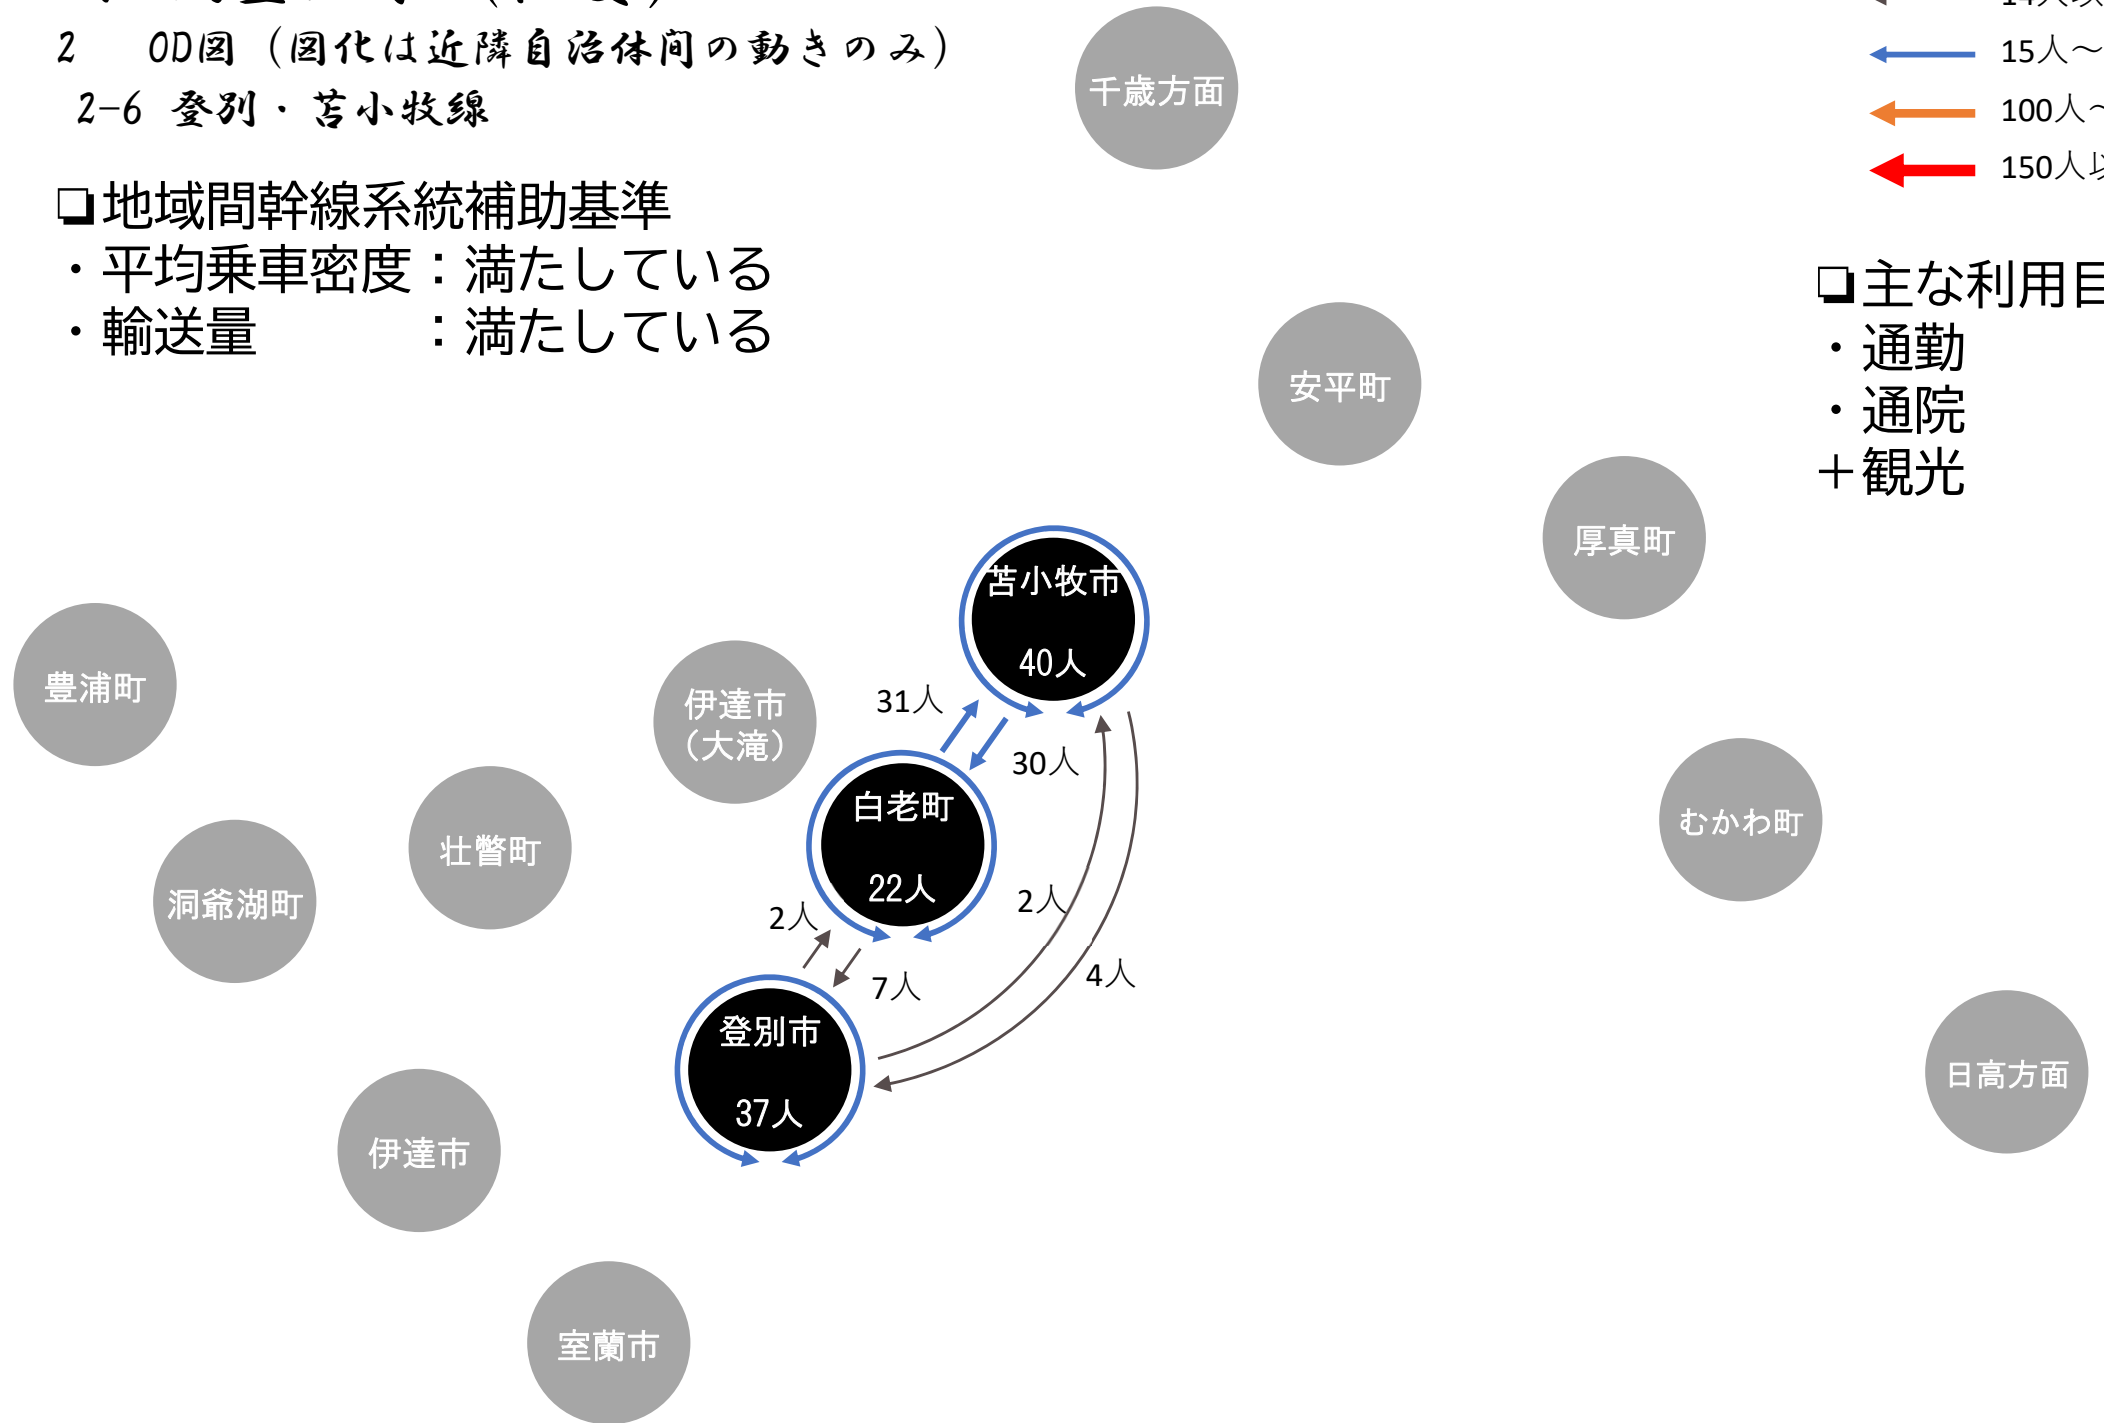 2 OD図（図化は近隣自治体間の動きのみ）
2-6 登別・苫小牧線
❏地域間幹線系統補助基準
・平均乗車密度：満たしている
・輸送量　　　：満たしている
14人以
15人～
100人～
150人以
❏主な利用目
・通勤
・通院
＋観光
千歳方面
安平町
厚真町
苫小牧市
40人
豊浦町
伊達市
（大滝）
31人
30人
白老町
22人
壮瞥町
洞爺湖町
むかわ町
2人
2人
7人
4人
登別市
37人
日高方面
伊達市
室蘭市